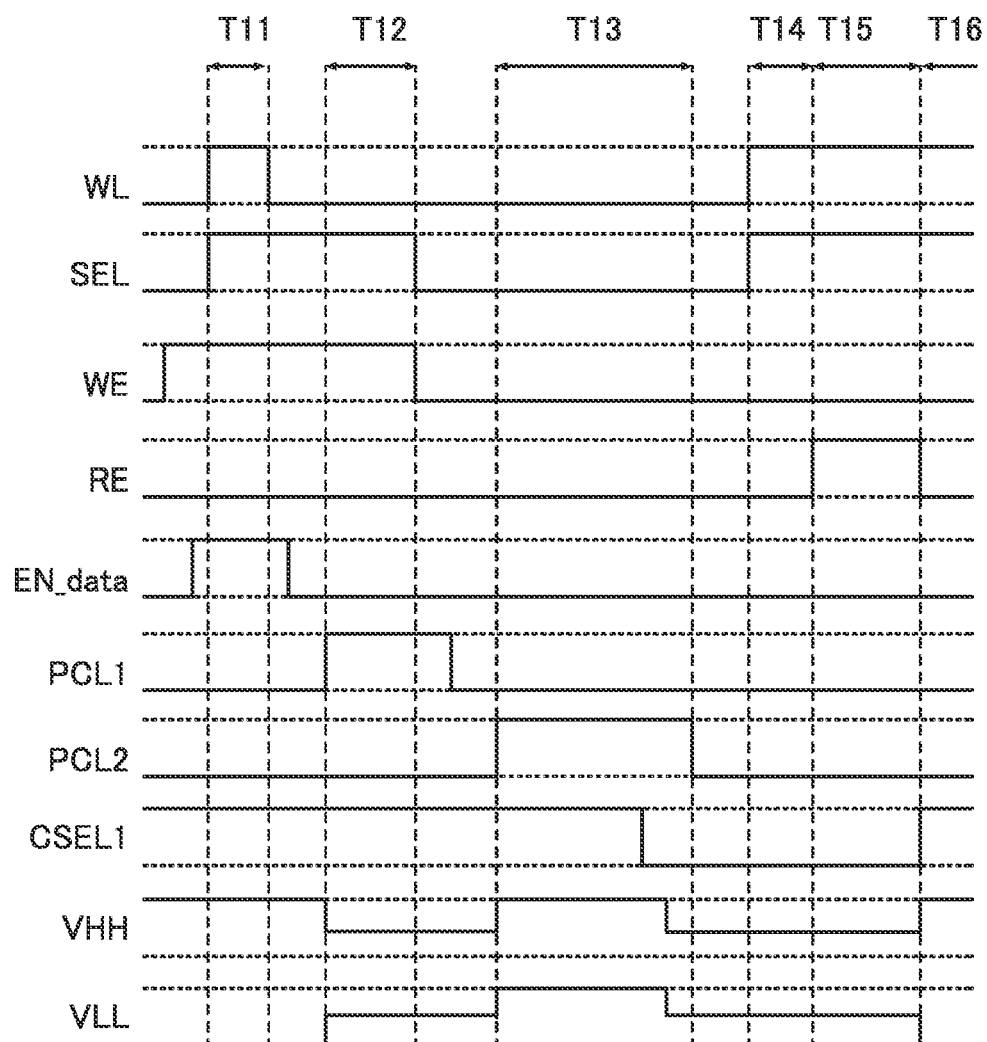 T11 T12 T13 T14 T15 T16
WL
SEL
WE
RE
EN_data
PCL1
PCL2
CSEL1
VHH
VLL